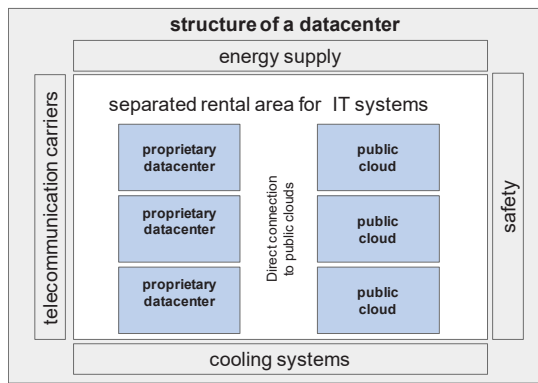 structure of a datacenter
energy supply
telecommunication carriers
separated rental area for IT systems
proprietary
datacenter
proprietary
datacenter
proprietary
datacenter
Direct connection
to public clouds
public
cloud
public
cloud
public
cloud
safety
cooling systems